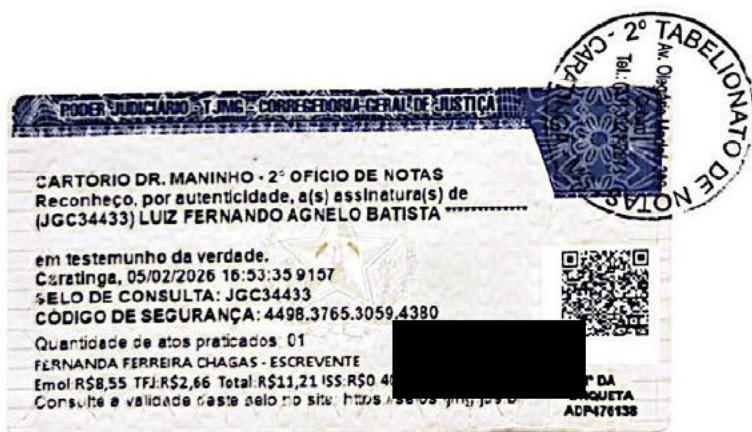 PODER JUDICIÁRIO - TJMG - CORREGEDORIA-GERAL DE JUSTIÇA
2º TABELIONATO DE NOTAS
CARTÓRIO DR. MANINHO - 2º OFÍCIO DE NOTAS
Reconheço, por autenticidade, a(s) assinatura(s) de
(JGC34433) LUIZ FERNANDO AGNELO BATISTA **********
em testemunho da verdade.
Caratinga, 05/02/2026 16:53:35 9157
SELO DE CONSULTA: JGC34433
CÓDIGO DE SEGURANÇA: 4498.3765.3059.4380
Quantidade de atos praticados: 01
FERNANDA FERREIRA CHAGAS - ESCREVENTE
Emol:R$8,55 TFJ:R$2,66 Total:R$11,21 ISS:R$0.40
Consulte a validade deste selo no site: https
DA
ETIQUETA
ADP476138